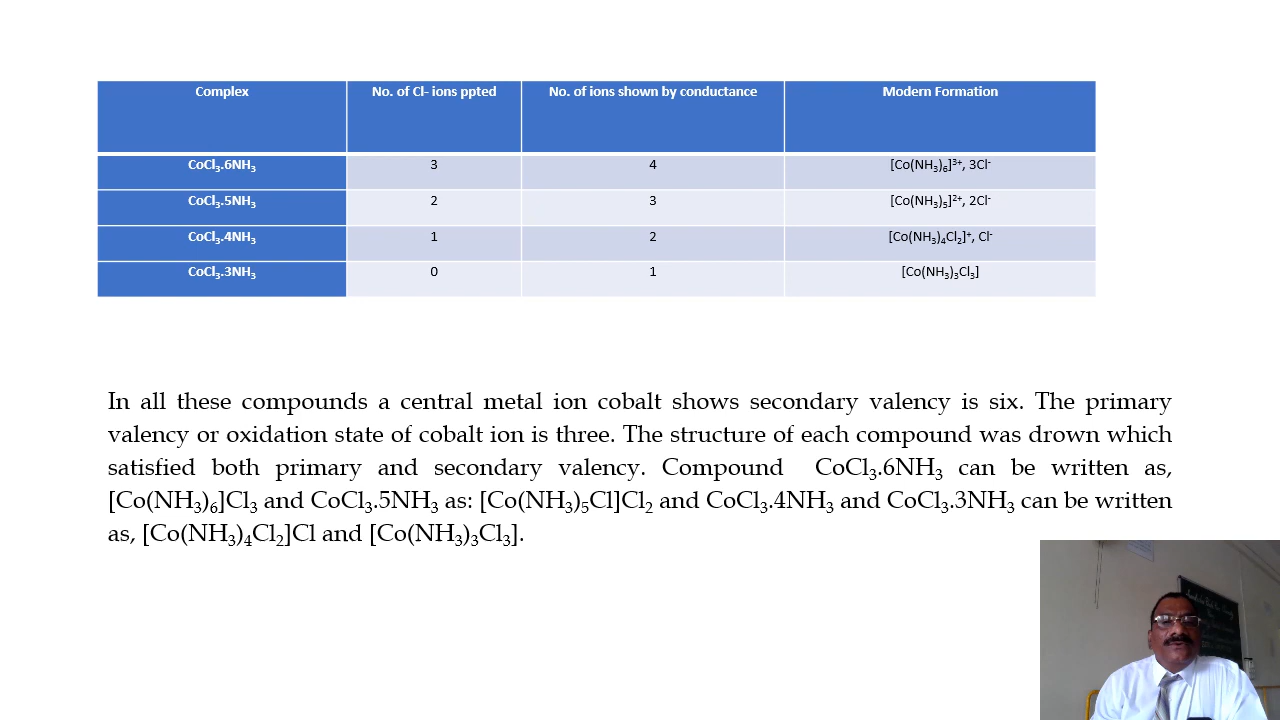 Complex No. of Cl- ions ppted No. of ions shown by conductance Modern Formation
CoCl₃.6NH₃ 3 4 [Co(NH₃)₆]³⁺, 3Cl⁻
CoCl₃.5NH₃ 2 3 [Co(NH₃)₅]²⁺, 2Cl⁻
CoCl₃.4NH₃ 1 2 [Co(NH₃)₄Cl₂]⁺, Cl⁻
CoCl₃.3NH₃ 0 1 [Co(NH₃)₃Cl₃]
In all these compounds a central metal ion cobalt shows secondary valency is six. The primary
valency or oxidation state of cobalt ion is three. The structure of each compound was drown which
satisfied both primary and secondary valency. Compound CoCl₃.6NH₃ can be written as,
[Co(NH₃)₆]Cl₃ and CoCl₃.5NH₃ as: [Co(NH₃)₅Cl]Cl₂ and CoCl₃.4NH₃ and CoCl₃.3NH₃ can be written
as, [Co(NH₃)₄Cl₂]Cl and [Co(NH₃)₃Cl₃].